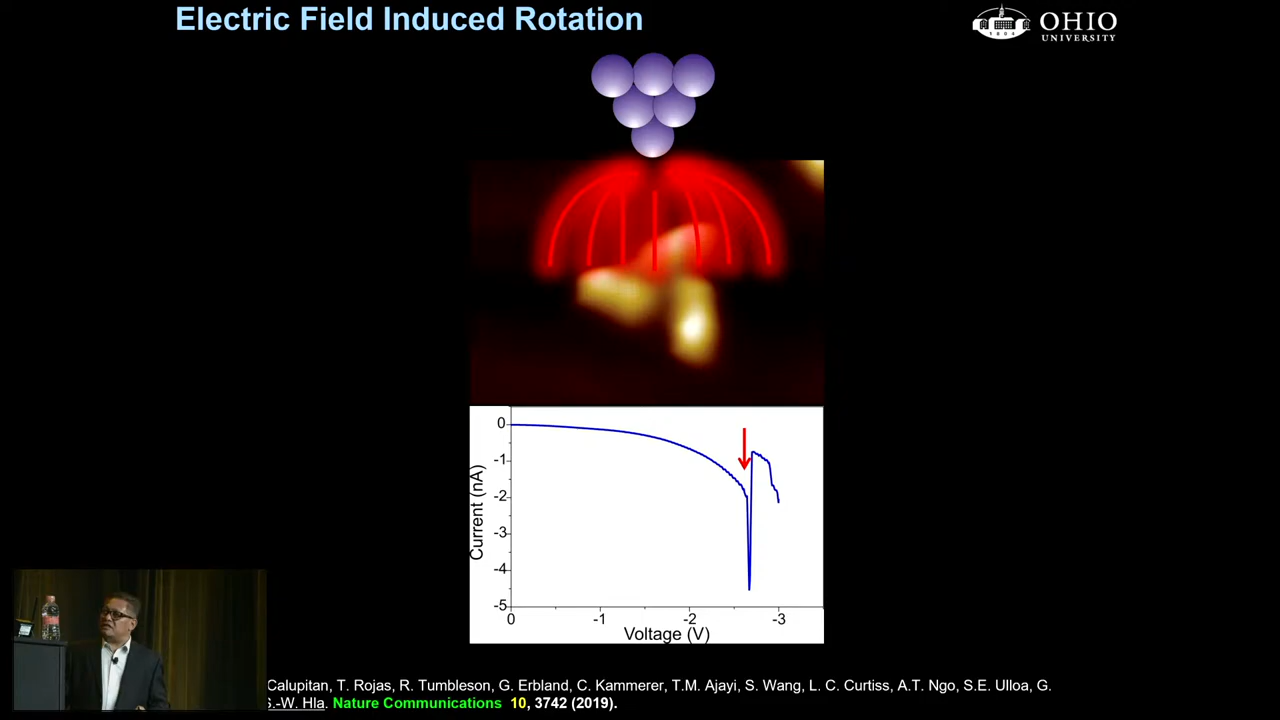 Electric Field Induced Rotation
OHIO
UNIVERSITY
1804
0
-1
-2
-3
-4
-5
Current (nA)
0
-1
-2
-3
Voltage (V)
Calupitan, T. Rojas, R. Tumbleson, G. Erbland, C. Kammerer, T.M. Ajayi, S. Wang, L. C. Curtiss, A.T. Ngo, S.E. Ulloa, G.
S.-W. Hla. Nature Communications 10, 3742 (2019).